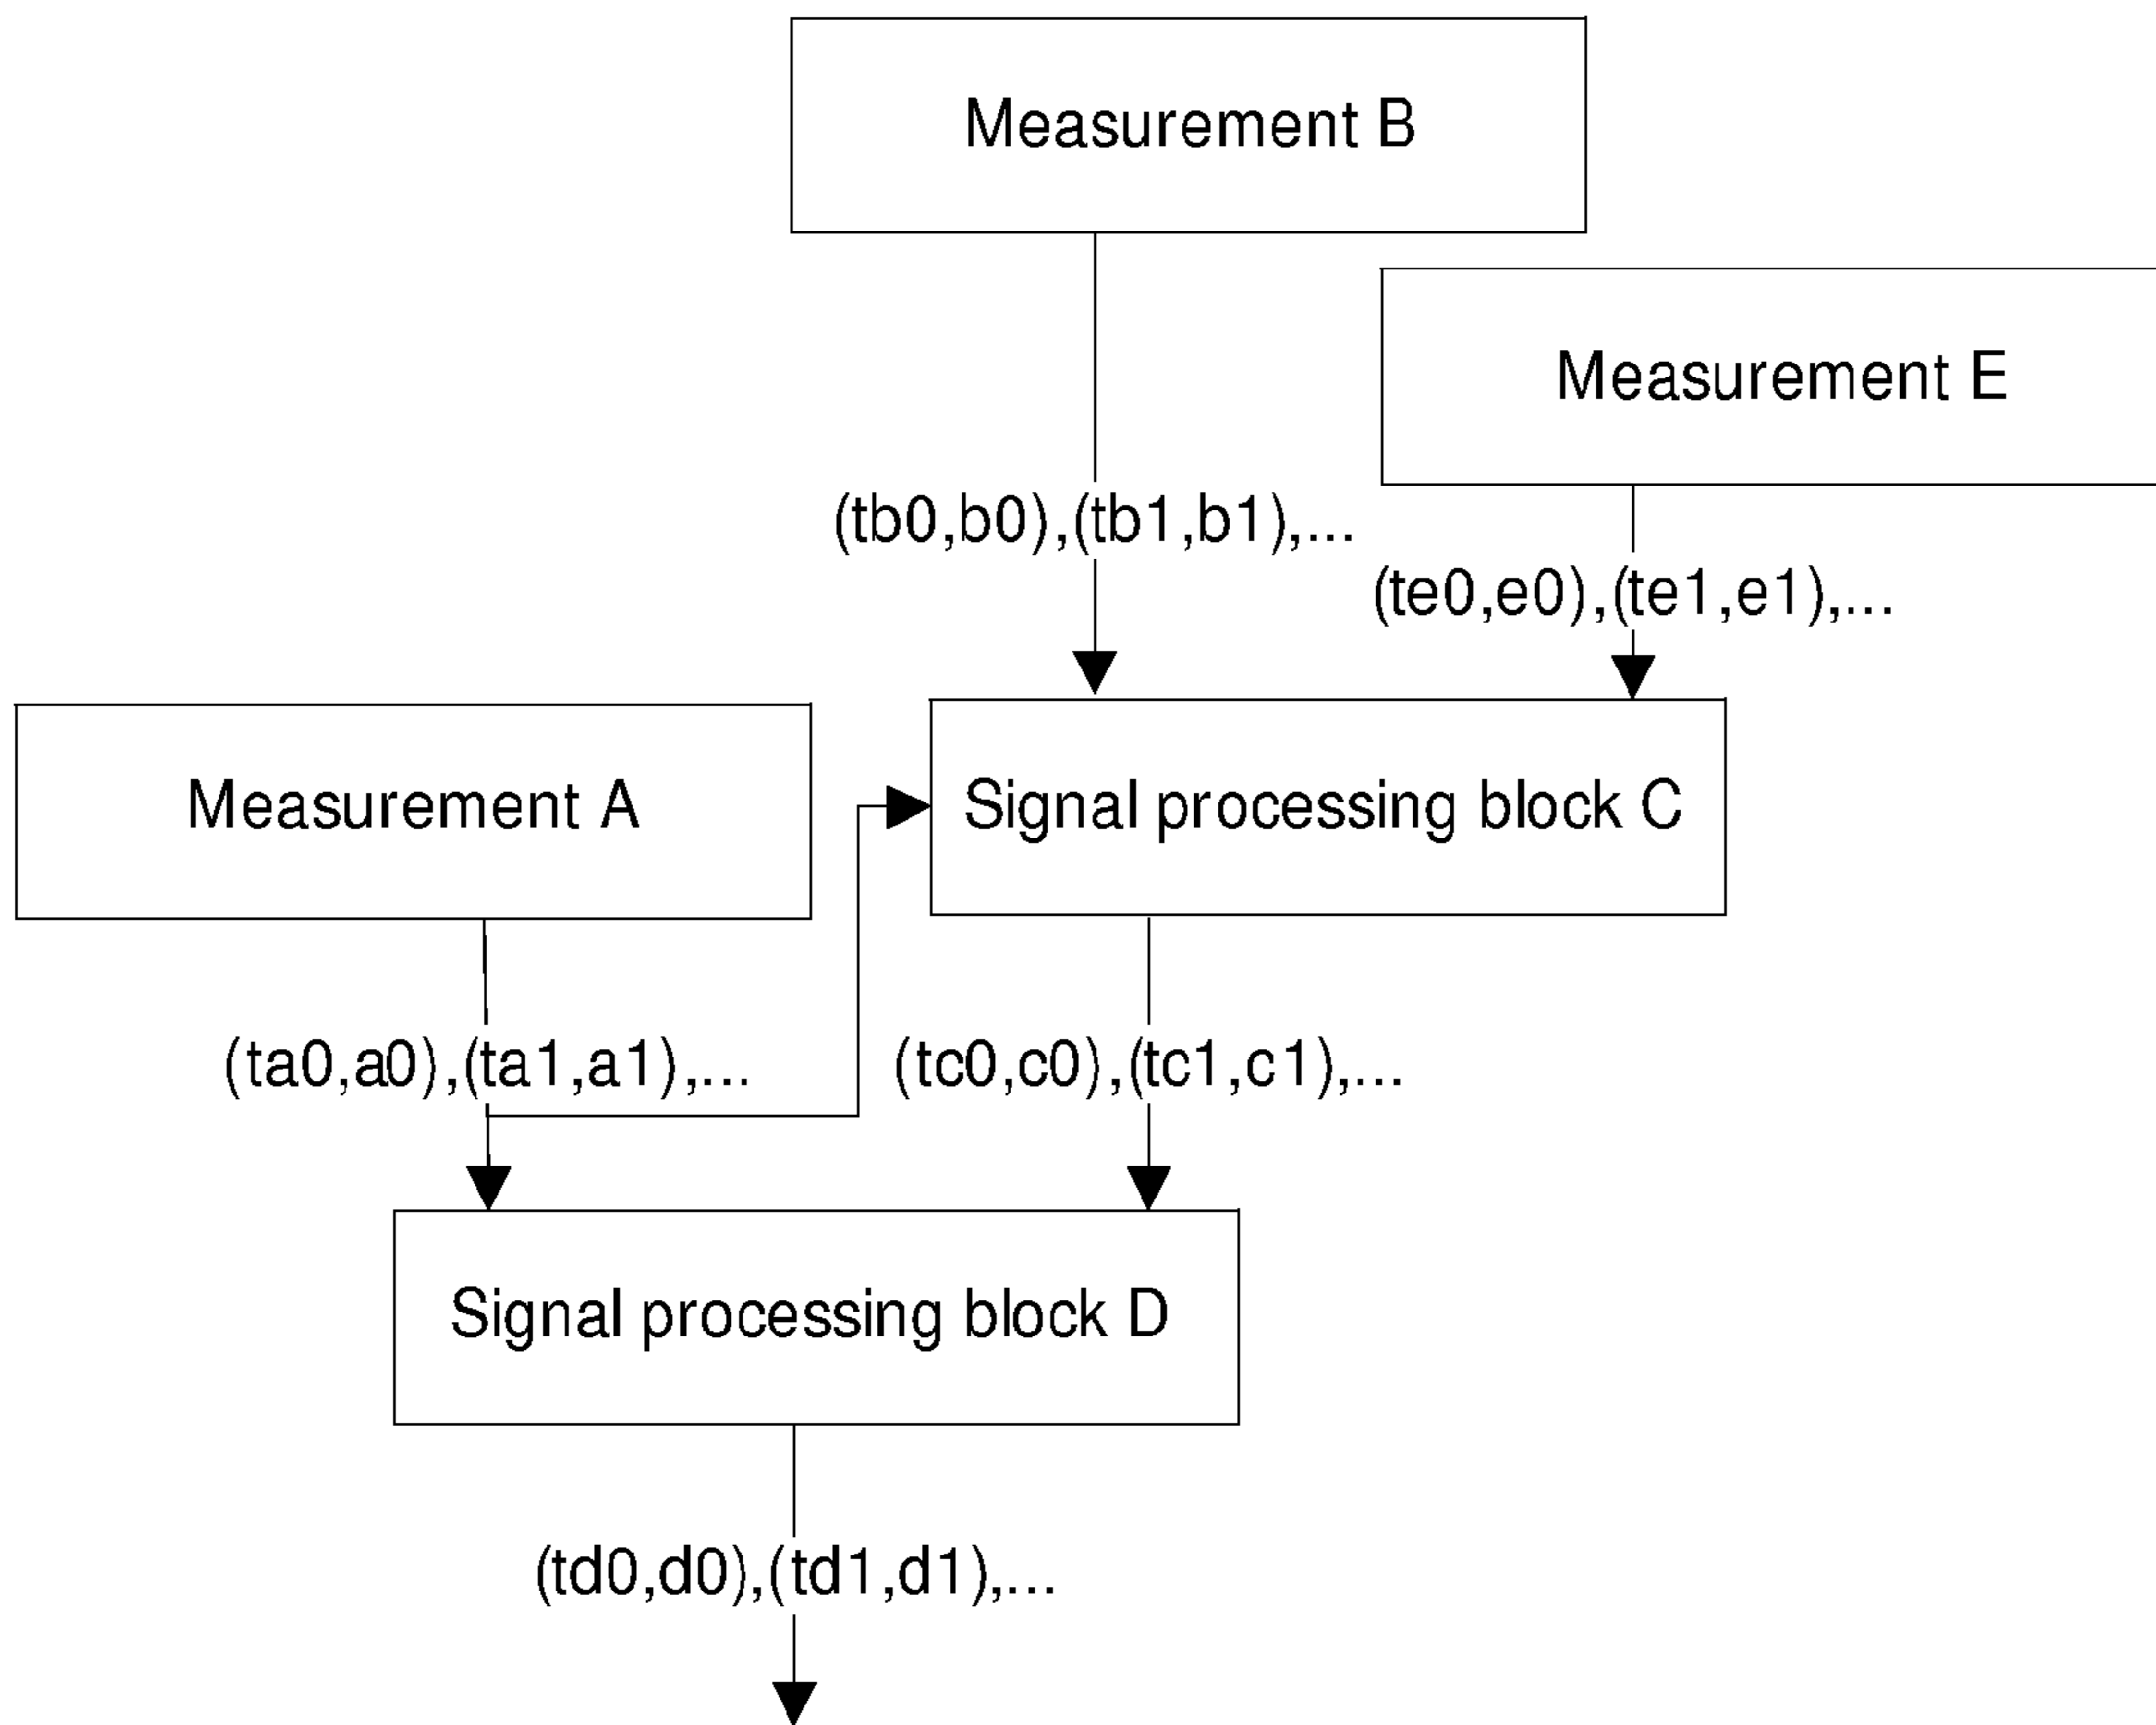 Measurement B
Measurement E
(tb0,b0),(tb1,b1),...
(te0,e0),(te1,e1),...
Measurement A
Signal processing block C
(ta0,a0),(ta1,a1),...
(tc0,c0),(tc1,c1),...
Signal processing block D
(td0,d0),(td1,d1),...